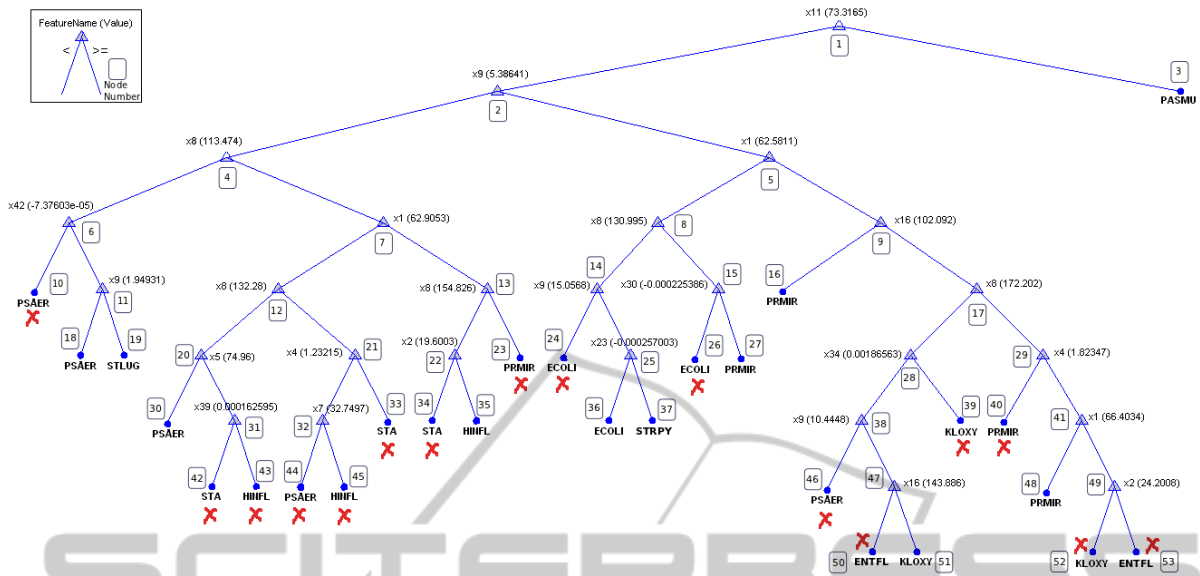 FeatureName (Value)
< >=
Node
Number
x11 (73.3165)
1
3
PASMU
x9 (5.38641)
2
x8 (113.474)
4
x1 (62.5811)
5
x42 (-7.37603e-05)
6
x1 (62.9053)
7
x8 (130.995)
8
x16 (102.092)
9
10
PSAER
x9 (1.94931)
11
x8 (132.28)
12
x8 (154.826)
13
14
x9 (15.0568)
15
x30 (-0.000225386)
16
PRMIR
x8 (172.202)
17
18
PSAER
19
STLUG
20
x5 (74.96)
x4 (1.23215)
21
x2 (19.6003)
22
23
PRMIR
24
ECOLI
x23 (-0.000257003)
25
26
ECOLI
27
PRMIR
x34 (0.00186563)
28
29
x4 (1.82347)
30
PSAER
x39 (0.000162595)
31
32
x7 (32.7497)
33
STA
34
STA
35
HINFL
36
ECOLI
37
STRPY
x9 (10.4448)
38
39
KLOXY
40
PRMIR
41
x1 (66.4034)
42
STA
43
HINFL
44
PSAER
45
HINFL
46
PSAER
47
x16 (143.886)
48
PRMIR
49
x2 (24.2008)
50
ENTFL
KLOXY
51
52
KLOXY
ENTFL
53
SCITEPRESS